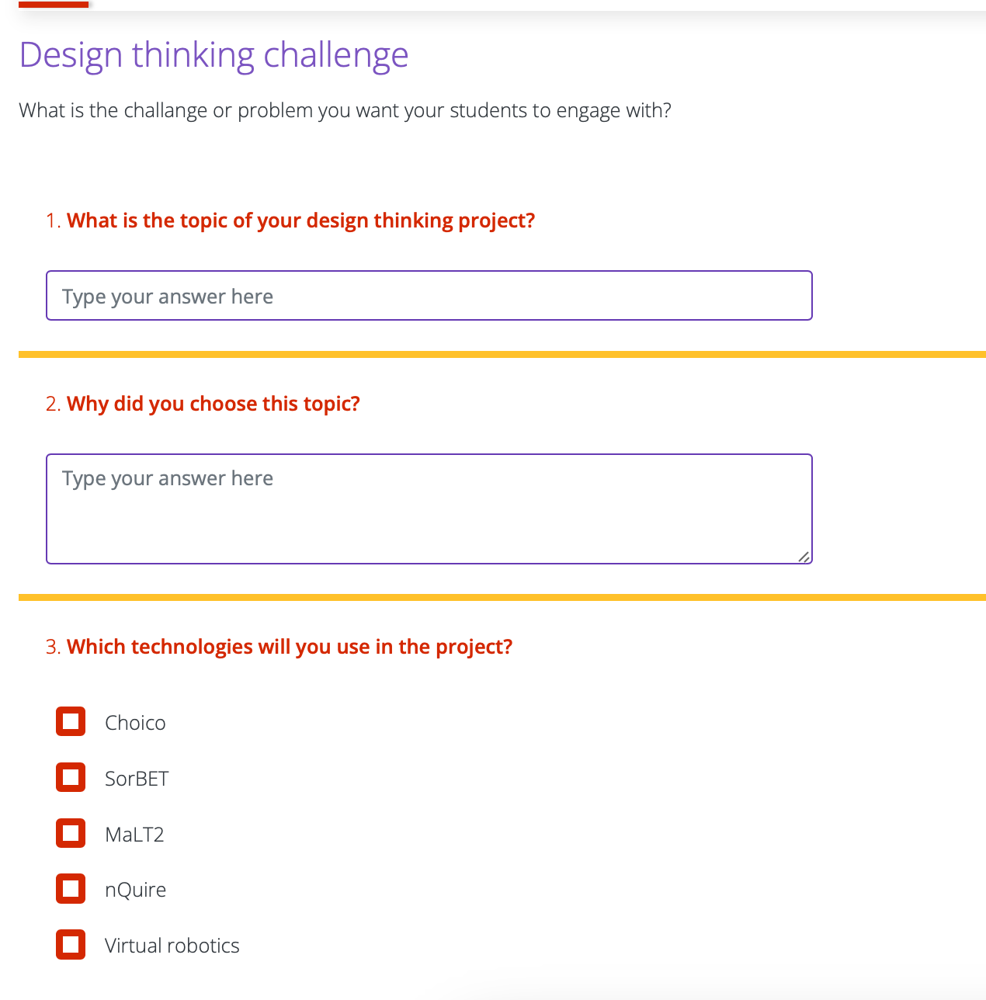 Design thinking challenge
What is the challange or problem you want your students to engage with?
1. What is the topic of your design thinking project?
Type your answer here
2. Why did you choose this topic?
Type your answer here
3. Which technologies will you use in the project?
Choico
SorBET
MaLT2
nQuire
Virtual robotics